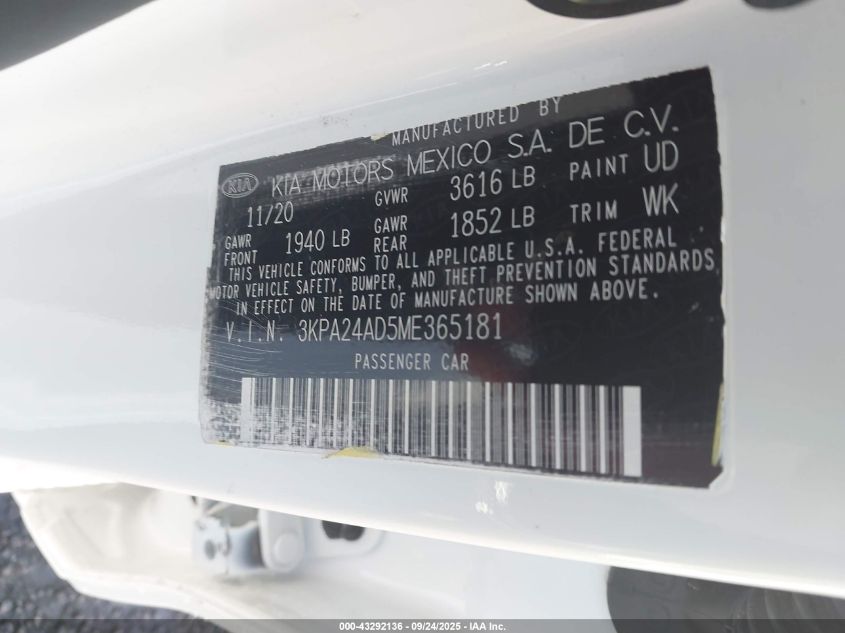 MANUFACTURED BY
KIA KIA MOTORS MEXICO S.A. DE C.V.
11/20 GVWR 3616 LB PAINT UD
GAWR FRONT 1940 LB GAWR REAR 1852 LB TRIM WK
THIS VEHICLE CONFORMS TO ALL APPLICABLE U.S.A. FEDERAL
MOTOR VEHICLE SAFETY, BUMPER, AND THEFT PREVENTION STANDARDS
IN EFFECT ON THE DATE OF MANUFACTURE SHOWN ABOVE.
V.I.N. 3KPA24AD5ME365181
PASSENGER CAR
000-43292136 - 09/24/2025 - IAA Inc.